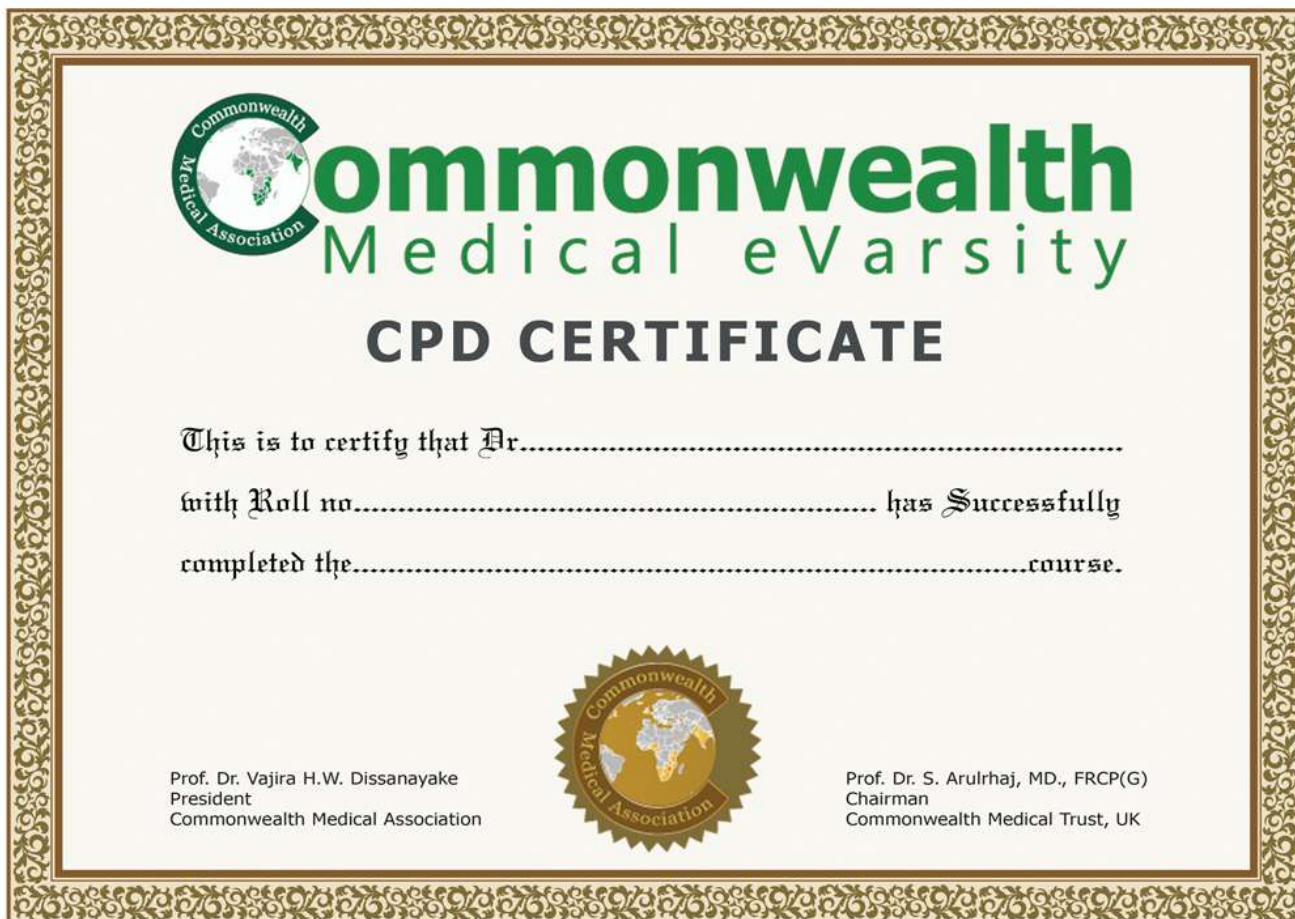 Commonwealth
Medical Association
Commonwealth
Medical eVarsity
CPD CERTIFICATE
This is to certify that Dr......................................................................................
with Roll no........................................................................... has Successfully
completed the.................................................................................................course.
Commonwealth
Medical Association
Prof. Dr. Vajira H.W. Dissanayake
President
Commonwealth Medical Association
Prof. Dr. S. Arulrhaj, MD., FRCP(G)
Chairman
Commonwealth Medical Trust, UK